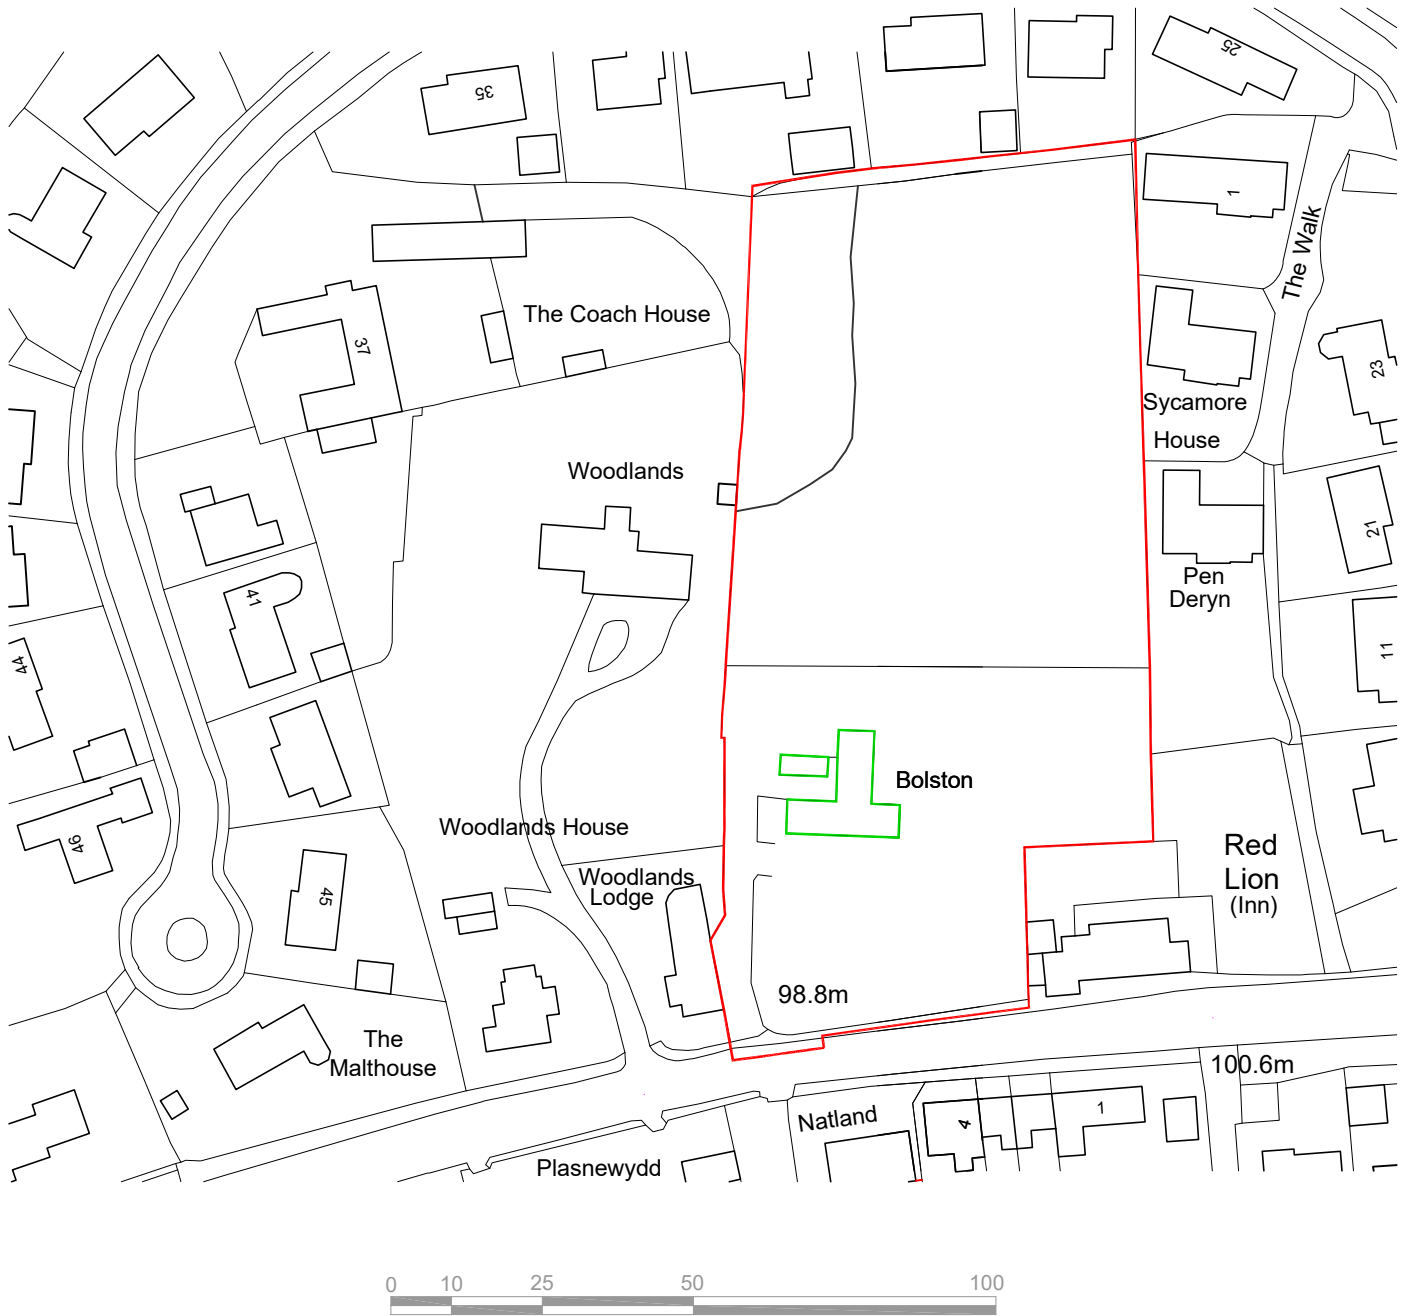 35
25
1
The Walk
The Coach House
37
23
Sycamore
House
Woodlands
21
Pen
Deryn
41
11
44
Bolston
Woodlands House
46
Red
Lion
(Inn)
Woodlands
Lodge
45
98.8m
The
Malthouse
100.6m
Natland
4
1
Plasnewydd
0 10 25 50 100